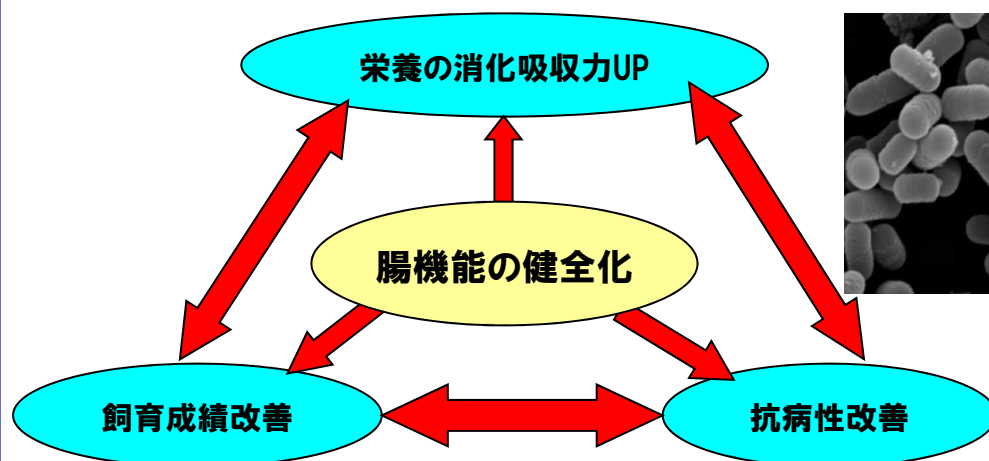 栄養の消化吸収力UP
腸機能の健全化
飼育成績改善
抗病性改善